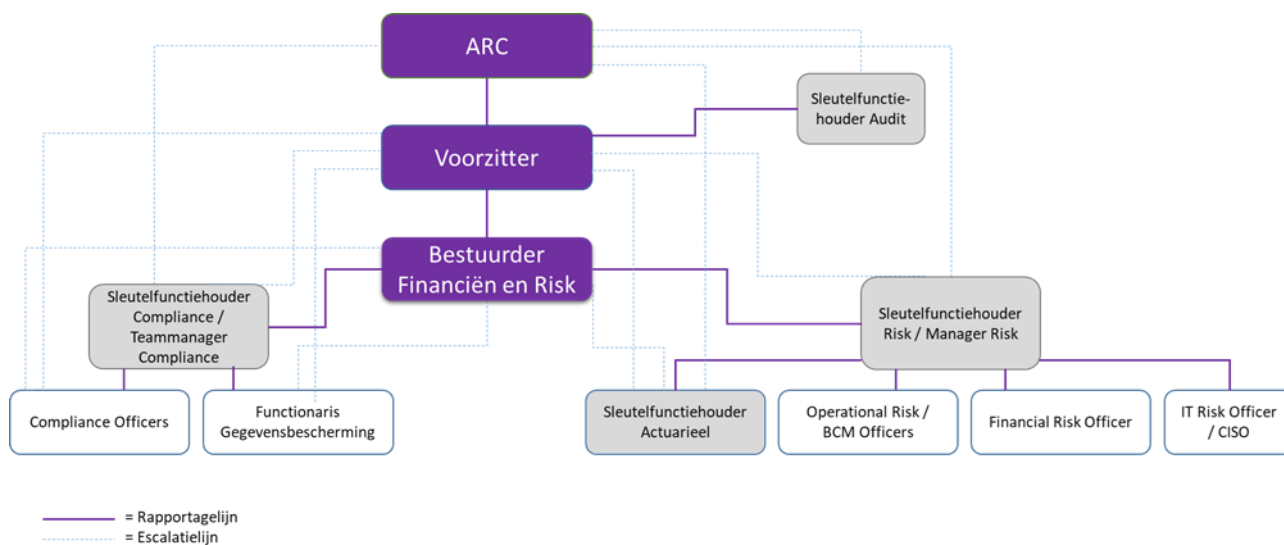 ARC
Sleutelfunctie-
houder Audit
Voorzitter
Bestuurder
Financiën en Risk
Sleutelfunctiehouder
Compliance /
Teammanager
Compliance
Sleutelfunctiehouder
Risk / Manager Risk
Compliance Officers
Functionaris
Gegevensbescherming
Sleutelfunctiehouder
Actuarieel
Operational Risk /
BCM Officers
Financial Risk Officer
IT Risk Officer
/ CISO
= Rapportagelijn
= Escalatielijn